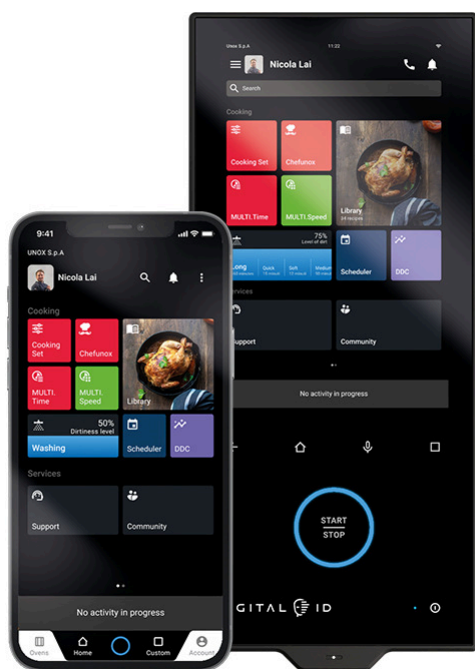 Unox S.p.A
11:22
Nicola Lai
Search
Cooking
Cooking Set
Chefunox
MULTI.Time
MULTI.Speed
Library
75%
Level of dirt
Long
Quick
Soft
Medium
Scheduler
DDC
Services
Support
Community
No activity in progress
START
STOP
GITAL ID
9:41
UNOX S.p.A
Nicola Lai
Cooking
Cooking
Set
Chefunox
MULTI.
Time
MULTI.
Speed
Library
50%
Dirtiness level
Washing
Scheduler
DDC
Services
Support
Community
No activity in progress
Ovens
Home
Custom
Account